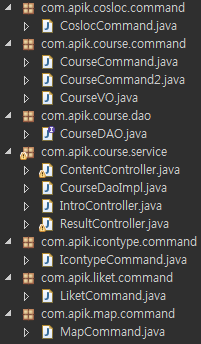 com.apik.cosloc.command
CoslocCommand.java
com.apik.course.command
CourseCommand.java
CourseCommand2.java
CourseVO.java
com.apik.course.dao
CourseDAO.java
com.apik.course.service
ContentController.java
CourseDaoImpl.java
IntroController.java
ResultController.java
com.apik.icontype.command
IcontypeCommand.java
com.apik.liket.command
LiketCommand.java
com.apik.map.command
MapCommand.java